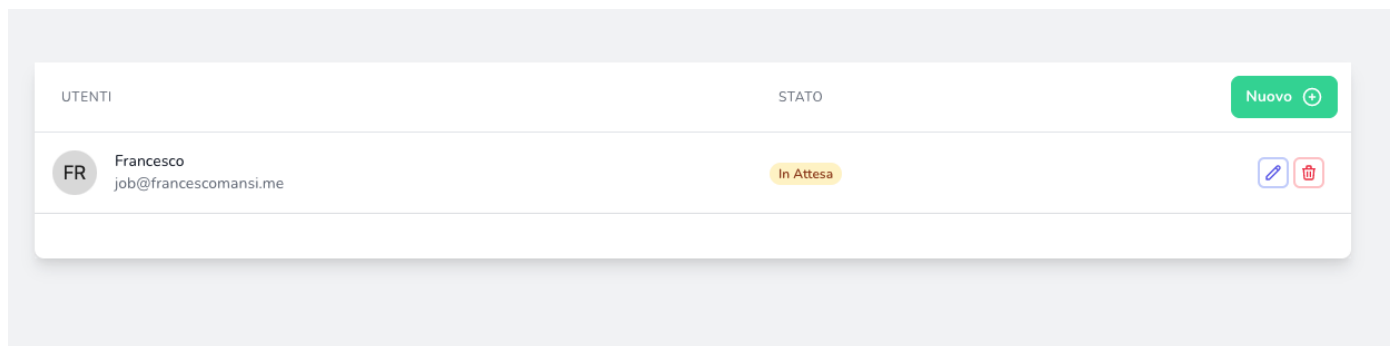 UTENTI STATO Nuovo
FR Francesco
job@francescomansi.me
In Attesa